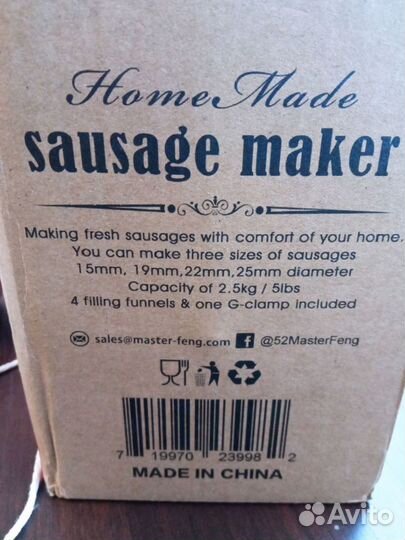 HomeMade
sausage maker
Making fresh sausages with comfort of your home.
You can make three sizes of sausages
15mm, 19mm,22mm,25mm diameter
Capacity of 2.5kg / 5lbs
4 filling funnels & one G-clamp included
sales@master-feng.com f @52MasterFeng
7 19970 23998 2
MADE IN CHINA
Avito